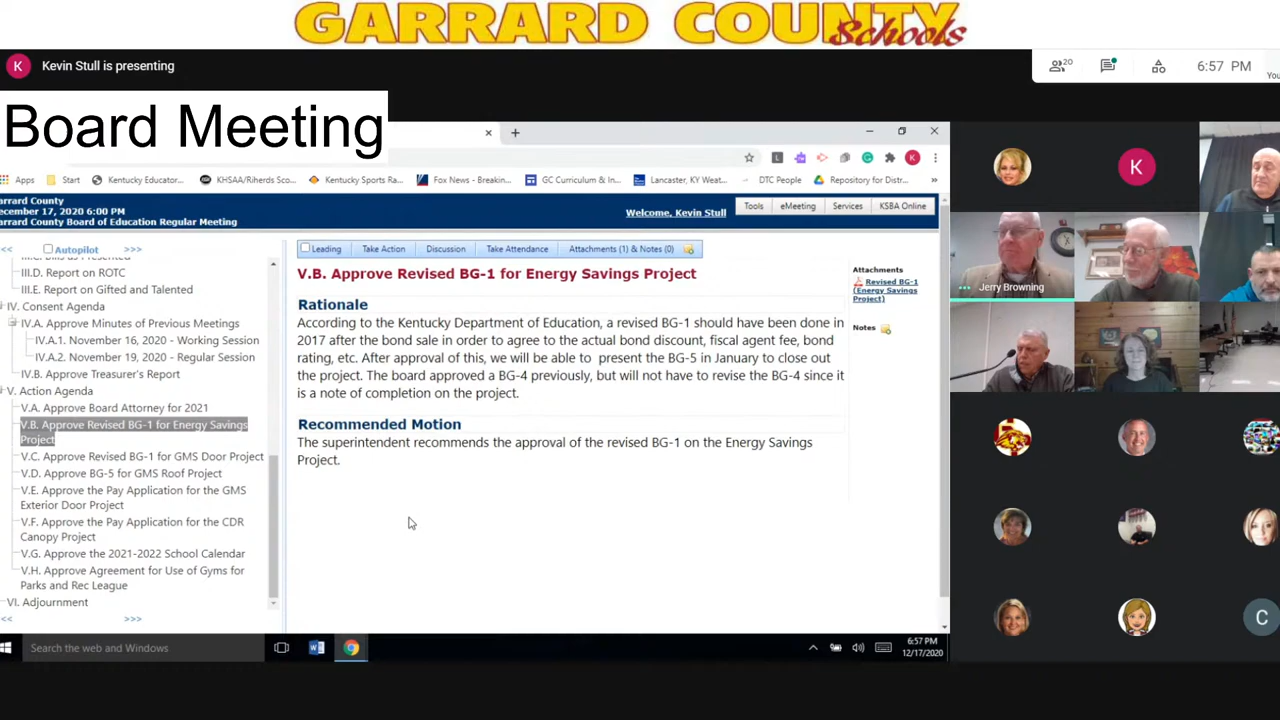 GARRARD COUNTY
Schools
K
Kevin Stull is presenting
20
6:57 PM
You
Board Meeting
K
Apps
Start
Kentucky Educator...
KHSAA/Riherds Sco...
Kentucky Sports Ra...
Fox News - Breakin...
GC Curriculum & In...
Lancaster, KY Weat...
DTC People
Repository for Distr...
»
arrard County
ecember 17, 2020 6:00 PM
arrard County Board of Education Regular Meeting
Welcome, Kevin Stull
Tools
eMeeting
Services
KSBA Online
<<
Autopilot
>>>
III.D. Report on ROTC
III.E. Report on Gifted and Talented
IV. Consent Agenda
IV.A. Approve Minutes of Previous Meetings
IV.A.1. November 16, 2020 - Working Session
IV.A.2. November 19, 2020 - Regular Session
IV.B. Approve Treasurer's Report
V. Action Agenda
V.A. Approve Board Attorney for 2021
V.B. Approve Revised BG-1 for Energy Savings
Project
V.C. Approve Revised BG-1 for GMS Door Project
V.D. Approve BG-5 for GMS Roof Project
V.E. Approve the Pay Application for the GMS
Exterior Door Project
V.F. Approve the Pay Application for the CDR
Canopy Project
V.G. Approve the 2021-2022 School Calendar
V.H. Approve Agreement for Use of Gyms for
Parks and Rec League
VI. Adjournment
<<
>>>
Leading
Take Action
Discussion
Take Attendance
Attachments (1) & Notes (0)
V.B. Approve Revised BG-1 for Energy Savings Project
Rationale
According to the Kentucky Department of Education, a revised BG-1 should have been done in
2017 after the bond sale in order to agree to the actual bond discount, fiscal agent fee, bond
rating, etc. After approval of this, we will be able to present the BG-5 in January to close out
the project. The board approved a BG-4 previously, but will not have to revise the BG-4 since it
is a note of completion on the project.
Recommended Motion
The superintendent recommends the approval of the revised BG-1 on the Energy Savings
Project.
Attachments
Revised BG-1
(Energy Savings
Project)
Notes
K
Jerry Browning
C
Search the web and Windows
6:57 PM
12/17/2020